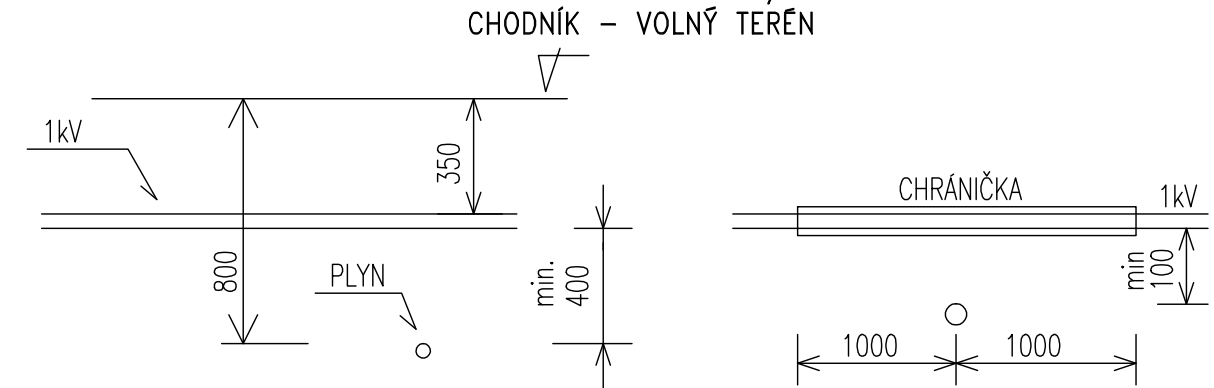 CHODNÍK – VOLNÝ TERÉN
1kV
350
800
PLYN
min.
400
CHRÁNIČKA
1kV
min
100
1000
1000